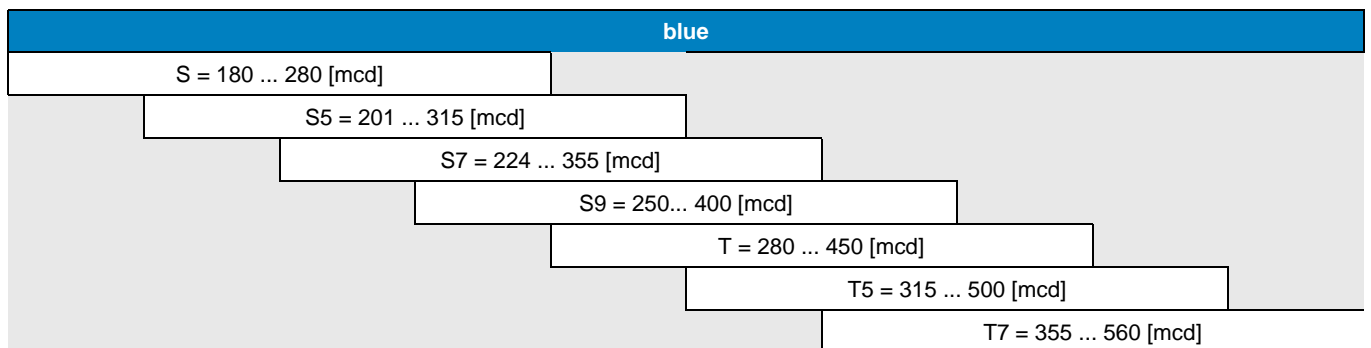 blue
S = 180 ... 280 [mcd]
S5 = 201 ... 315 [mcd]
S7 = 224 ... 355 [mcd]
S9 = 250... 400 [mcd]
T = 280 ... 450 [mcd]
T5 = 315 ... 500 [mcd]
T7 = 355 ... 560 [mcd]